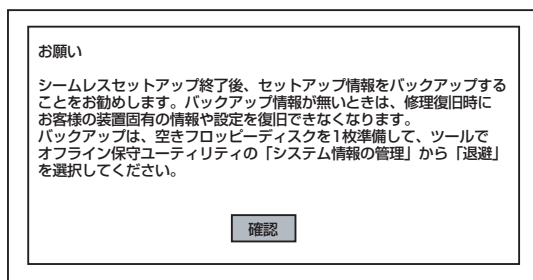 お願い
シームレスセットアップ終了後、セットアップ情報をバックアップする
ことをお勧めします。バックアップ情報が無いときは、修理復旧時に
お客様の装置固有の情報や設定を復旧できなくなります。
バックアップは、空きフロッピーディスクを1枚準備して、ツールで
オフライン保守ユーティリティの「システム情報の管理」から「退避」
を選択してください。
確認